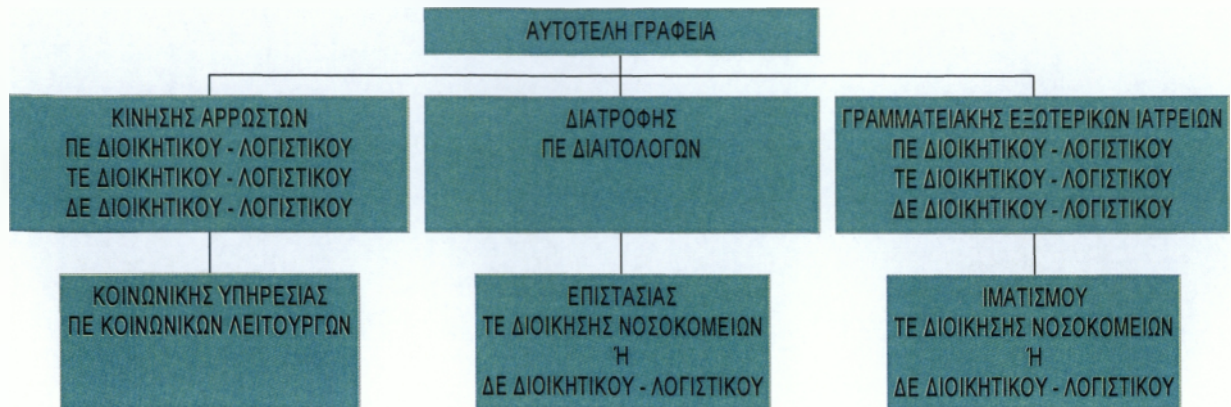 ΑΥΤΟΤΕΛΗ ΓΡΑΦΕΙΑ
ΚΙΝΗΣΗΣ ΑΡΡΩΣΤΩΝ
ΠΕ ΔΙΟΙΚΗΤΙΚΟΥ - ΛΟΓΙΣΤΙΚΟΥ
ΤΕ ΔΙΟΙΚΗΤΙΚΟΥ - ΛΟΓΙΣΤΙΚΟΥ
ΔΕ ΔΙΟΙΚΗΤΙΚΟΥ - ΛΟΓΙΣΤΙΚΟΥ
ΔΙΑΤΡΟΦΗΣ
ΠΕ ΔΙΑΙΤΟΛΟΓΩΝ
ΓΡΑΜΜΑΤΕΙΑΚΗΣ ΕΞΩΤΕΡΙΚΩΝ ΙΑΤΡΕΙΩΝ
ΠΕ ΔΙΟΙΚΗΤΙΚΟΥ - ΛΟΓΙΣΤΙΚΟΥ
ΤΕ ΔΙΟΙΚΗΤΙΚΟΥ - ΛΟΓΙΣΤΙΚΟΥ
ΔΕ ΔΙΟΙΚΗΤΙΚΟΥ - ΛΟΓΙΣΤΙΚΟΥ
ΚΟΙΝΩΝΙΚΗΣ ΥΠΗΡΕΣΙΑΣ
ΠΕ ΚΟΙΝΩΝΙΚΩΝ ΛΕΙΤΟΥΡΓΩΝ
ΕΠΙΣΤΑΣΙΑΣ
ΤΕ ΔΙΟΙΚΗΣΗΣ ΝΟΣΟΚΟΜΕΙΩΝ
Ή
ΔΕ ΔΙΟΙΚΗΤΙΚΟΥ - ΛΟΓΙΣΤΙΚΟΥ
ΙΜΑΤΙΣΜΟΥ
ΤΕ ΔΙΟΙΚΗΣΗΣ ΝΟΣΟΚΟΜΕΙΩΝ
Ή
ΔΕ ΔΙΟΙΚΗΤΙΚΟΥ - ΛΟΓΙΣΤΙΚΟΥ